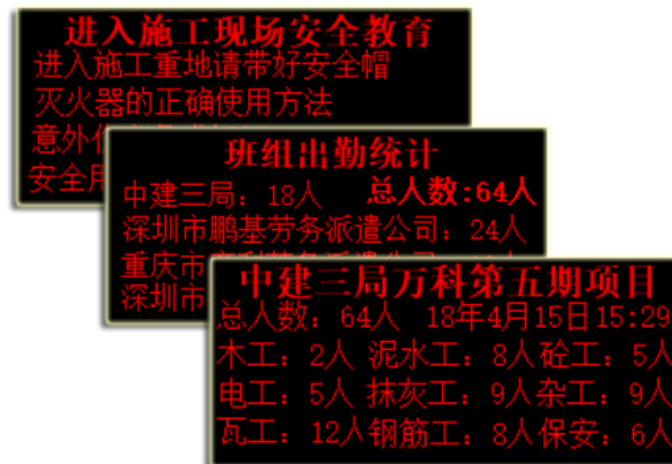 进入施工现场安全教育
进入施工重地请带好安全帽
灭火器的正确使用方法
意外
安全用
班组出勤统计
中建三局：18人 总人数:64人
深圳市鹏基劳务派遣公司：24人
重庆市
深圳市
中建三局万科第五期项目
总人数：64人 18年4月15日15:29
木工：2人 泥水工：8人砼工：5人
电工：5人 抹灰工：9人杂工：9人
瓦工：12人钢筋工：8人保安：6人